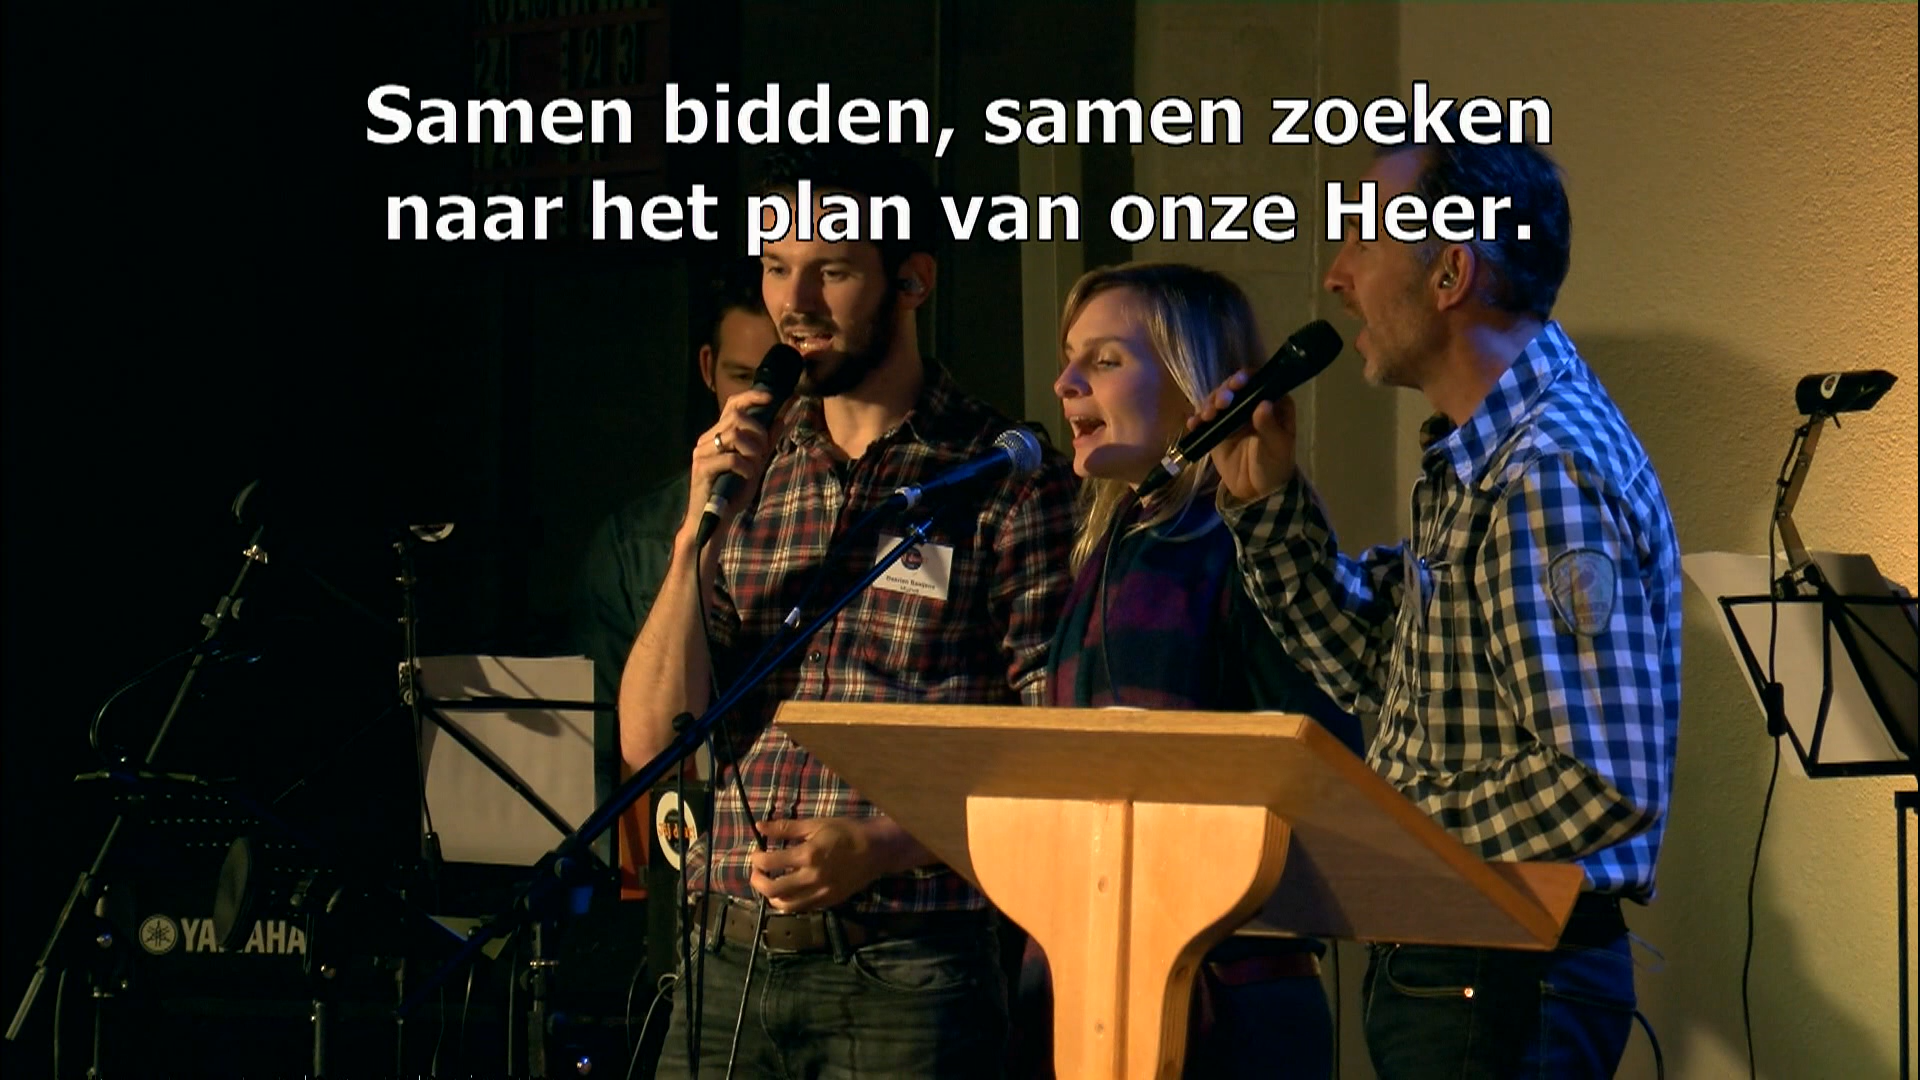 Samen bidden, samen zoeken
naar het plan van onze Heer.
YAMAHA